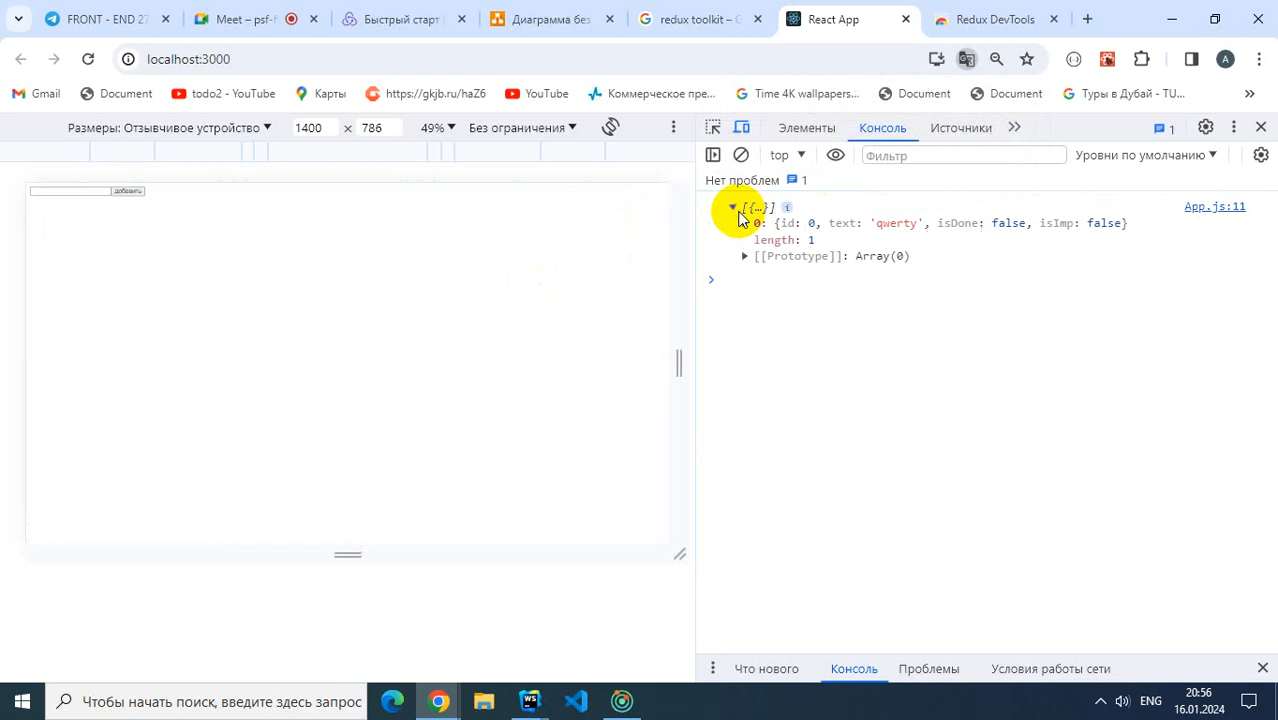 FRONT - END 27
Meet – psf-f
Быстрый старт
Диаграмма без
redux toolkit – G
React App
Redux DevTools
localhost:3000
A
Gmail
Document
todo2 - YouTube
Карты
https://gkjb.ru/haZ6
YouTube
Коммерческое пре...
Time 4K wallpapers...
Document
Document
Туры в Дубай - TU...
Размеры: Отзывчивое устройство
1400 × 786
49%
Без ограничения
Элементы
Консоль
Источники
1
top
Фильтр
Уровни по умолчанию
Нет проблем
1
добавить
[{…}] i
App.js:11
0: {id: 0, text: 'qwerty', isDone: false, isImp: false}
length: 1
[[Prototype]]: Array(0)
Что нового
Консоль
Проблемы
Условия работы сети
Чтобы начать поиск, введите здесь запрос
WS
ENG
20:56
16.01.2024